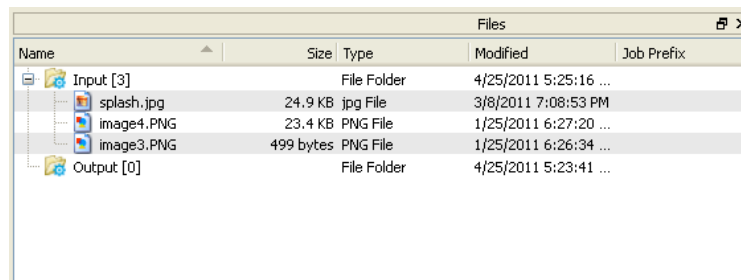 Files
Name Size Type Modified Job Prefix
Input [3] File Folder 4/25/2011 5:25:16 ...
splash.jpg 24.9 KB jpg File 3/8/2011 7:08:53 PM
image4.PNG 23.4 KB PNG File 1/25/2011 6:27:20 ...
image3.PNG 499 bytes PNG File 1/25/2011 6:26:34 ...
Output [0] File Folder 4/25/2011 5:23:41 ...